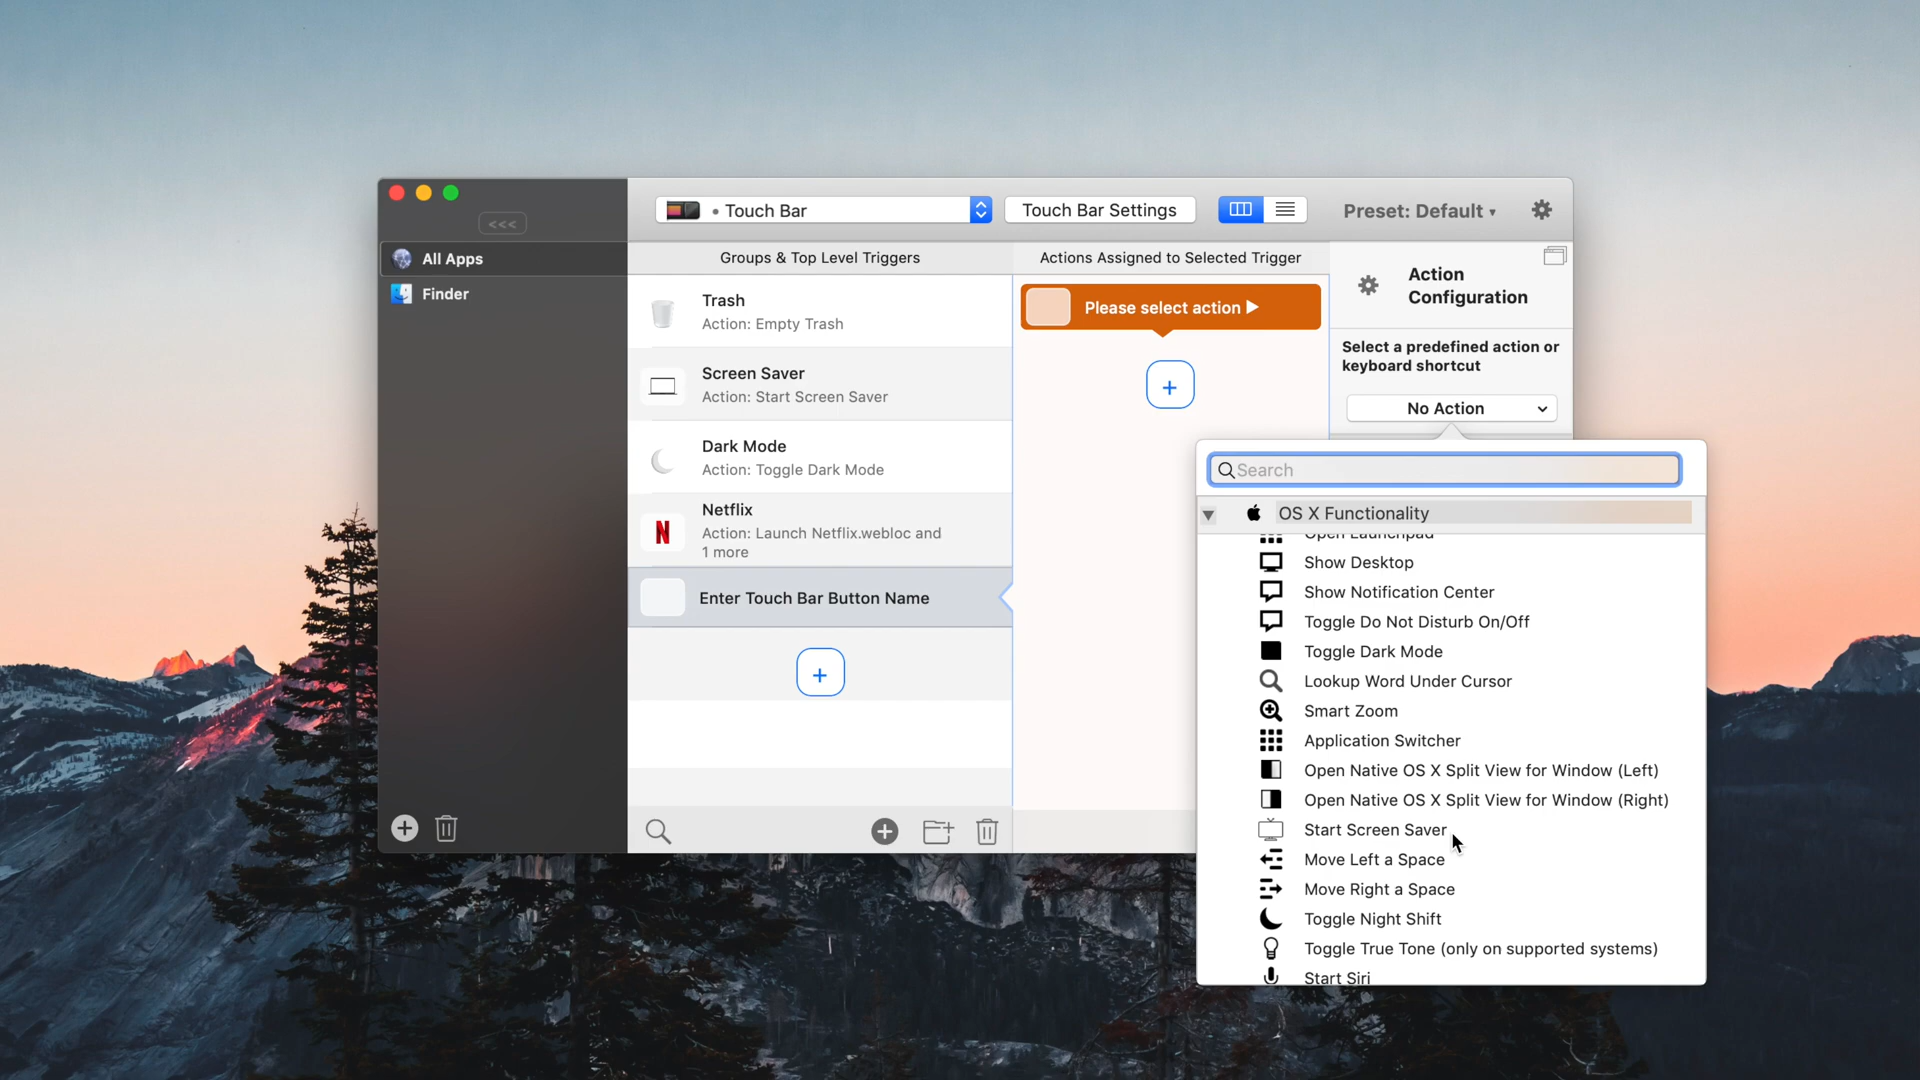 <<<
• Touch Bar
Touch Bar Settings
Preset: Default ▾
All Apps
Finder
Groups & Top Level Triggers
Trash
Action: Empty Trash
Screen Saver
Action: Start Screen Saver
Dark Mode
Action: Toggle Dark Mode
Netflix
Action: Launch Netflix.webloc and
1 more
Enter Touch Bar Button Name
Actions Assigned to Selected Trigger
Please select action ▶
Action
Configuration
Select a predefined action or
keyboard shortcut
No Action
Search
OS X Functionality
Open Launchpad
Show Desktop
Show Notification Center
Toggle Do Not Disturb On/Off
Toggle Dark Mode
Lookup Word Under Cursor
Smart Zoom
Application Switcher
Open Native OS X Split View for Window (Left)
Open Native OS X Split View for Window (Right)
Start Screen Saver
Move Left a Space
Move Right a Space
Toggle Night Shift
Toggle True Tone (only on supported systems)
Start Siri